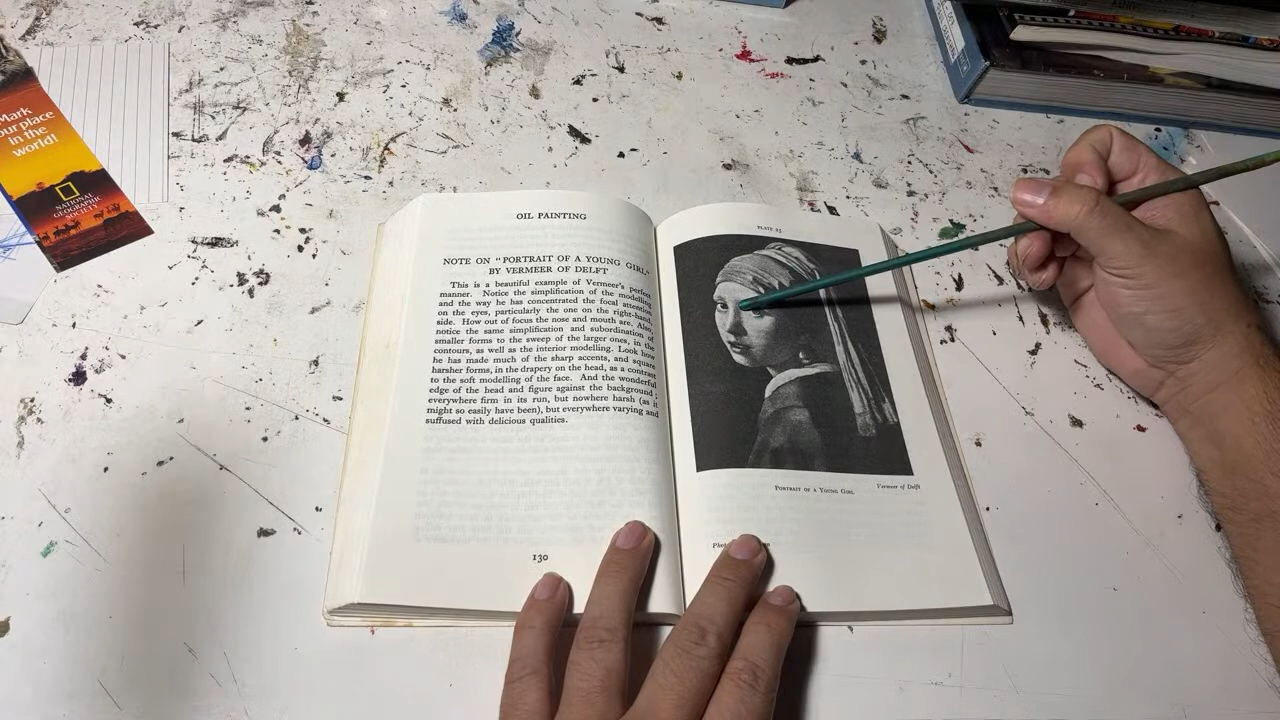 Mark
our place
in the
world!
NATIONAL
GEOGRAPHIC
SOCIETY
OIL PAINTING
NOTE ON "PORTRAIT OF A YOUNG GIRL"
BY VERMEER OF DELFT
This is a beautiful example of Vermeer's perfect
manner. Notice the simplification of the modelling
and the way he has concentrated the focal attention
on the eyes, particularly the one on the right-hand
side. How out of focus the nose and mouth are. Also,
notice the same simplification and subordination of
smaller forms to the sweep of the larger ones, in the
contours, as well as the interior modelling. Look how
he has made much of the sharp accents, and square
harsher forms, in the drapery on the head, as a contrast
to the soft modelling of the face. And the wonderful
edge of the head and figure against the background;
everywhere firm in its run, but nowhere harsh (as it
might so easily have been), but everywhere varying and
suffused with delicious qualities.
130
PLATE 25
PORTRAIT OF A YOUNG GIRL
Vermeer of Delft